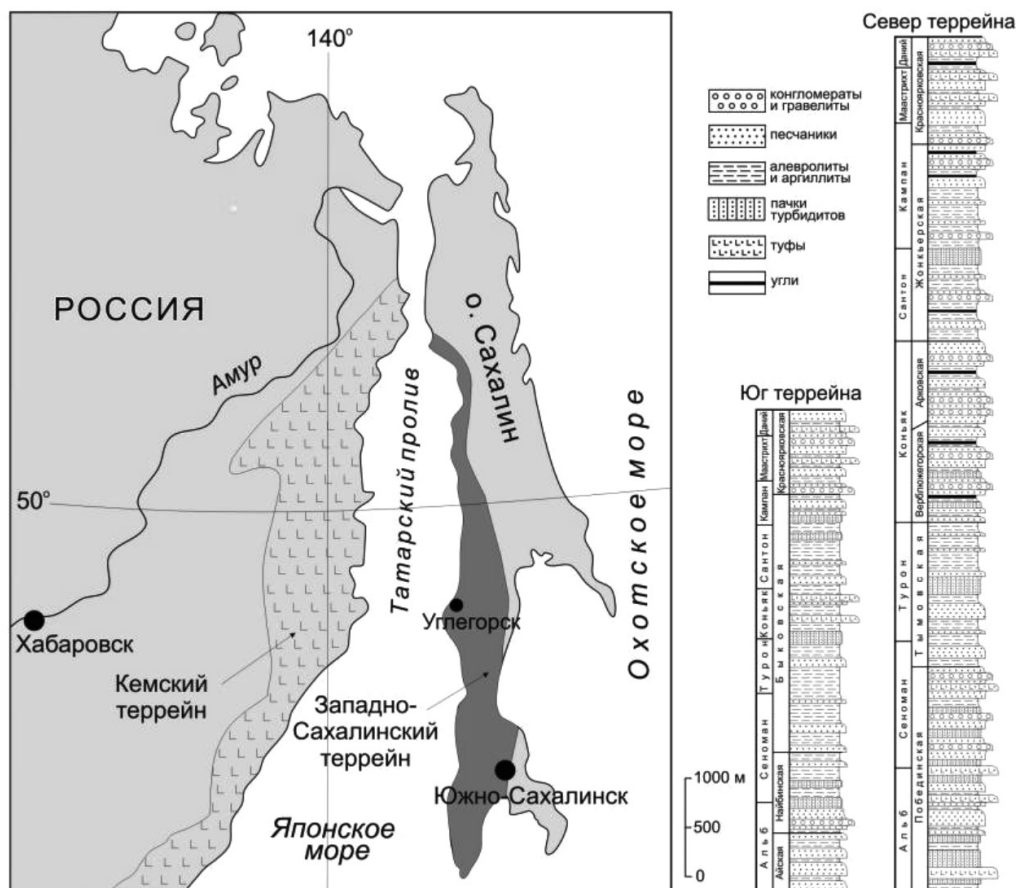 140°
РОССИЯ
Амур
о. Сахалин
Татарский пролив
Охотское море
50°
Хабаровск
Углегорск
Кемский
террейн
Западно-
Сахалинский
террейн
Южно-Сахалинск
Японское
море
конгломераты
и гравелиты
песчаники
алевролиты
и аргиллиты
пачки
турбидитов
туфы
угли
1000 м
500
0
Юг террейна
Даний
Маастрихт
Кампан
Сантон
Коньяк
Турон
Сеноман
Альб
Красноярковская
Быковская
Найбинская
Айская
Север террейна
Даний
Маастрихт
Кампан
Сантон
Коньяк
Турон
Сеноман
Альб
Красноярковская
Жонкьерская
Арковская
Верблюжегорская
Тымовская
Побединская